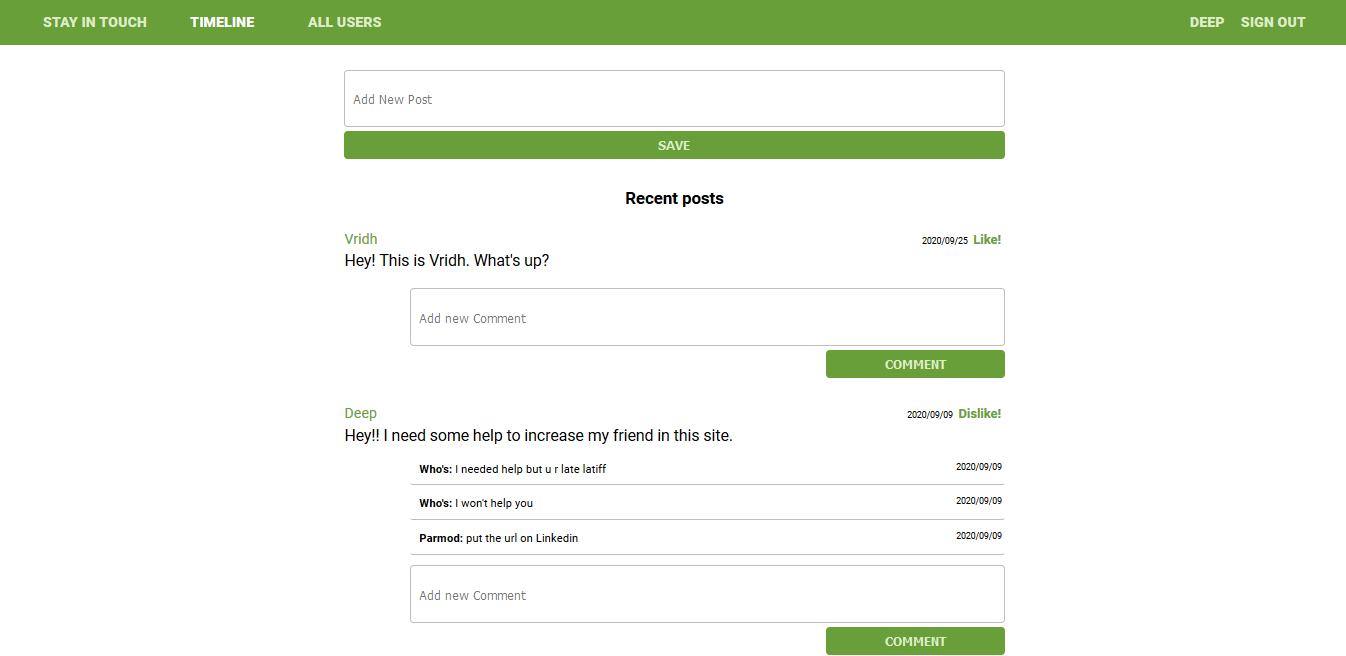 STAY IN TOUCH TIMELINE ALL USERS DEEP SIGN OUT
Add New Post
SAVE
Recent posts
Vridh 2020/09/25 Like!
Hey! This is Vridh. What's up?
Add new Comment
COMMENT
Deep 2020/09/09 Dislike!
Hey!! I need some help to increase my friend in this site.
Who's: I needed help but u r late latiff 2020/09/09
Who's: I won't help you 2020/09/09
Parmod: put the url on Linkedin 2020/09/09
Add new Comment
COMMENT